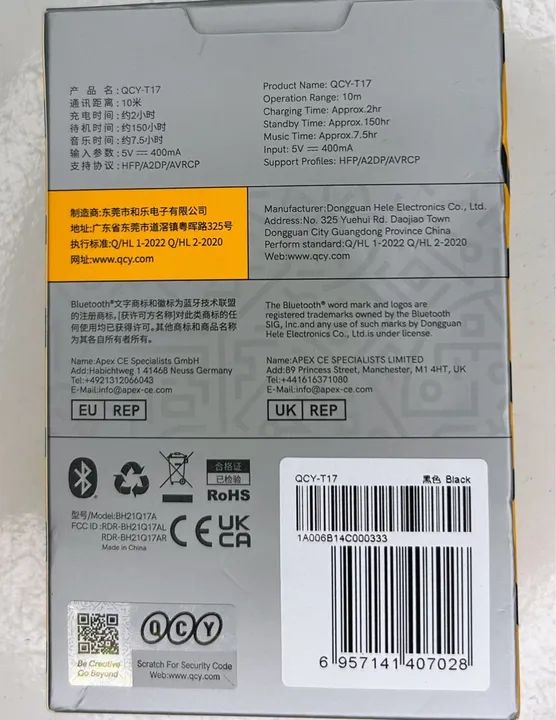 产 品 名:QCY-T17
通讯距离:10米
充电时间:约2小时
待机时间:约150小时
音乐时间:约7.5小时
输入参数:5V⎓400mA
支持协议:HFP/A2DP/AVRCP
Product Name: QCY-T17
Operation Range: 10m
Charging Time: Approx.2hr
Standby Time: Approx.150hr
Music Time: Approx.7.5hr
Input: 5V⎓400mA
Support Profiles: HFP/A2DP/AVRCP
制造商:东莞市和乐电子有限公司
地址:广东省东莞市道滘镇粤晖路325号
执行标准:Q/HL 1-2022 Q/HL 2-2020
网址:www.qcy.com
Manufacturer:Dongguan Hele Electronics Co., Ltd.
Address:No. 325 Yuehui Rd. Daojiao Town
Dongguan City Guangdong Province China
Perform standard:Q/HL 1-2022 Q/HL 2-2020
Web:www.qcy.com
Bluetooth®文字商标和徽标为蓝牙技术联盟
的注册商标,[获许可方名称]对此类商标的任
何使用均已获得许可。其他商标和商品名称
为其各自所有者所有。
The Bluetooth® word mark and logos are
registered trademarks owned by the Bluetooth
SIG, Inc.and any use of such marks by Dongguan
Hele Electronics Co., Ltd.is under license.
Name:Apex CE Specialists GmbH
Add:Habichtweg 1 41468 Neuss Germany
Tel:+4921312066043
E-Mail:info@apex-ce.com
EU REP
Name:APEX CE SPECIALISTS LIMITED
Add:89 Princess Street, Manchester, M1 4HT, UK
Tel:+441616371080
E-Mail:info@apex-ce.com
UK REP
合格证
已检验
RoHS
型号/Model:BH21Q17A
FCC ID :RDR-BH21Q17AL
RDR-BH21Q17AR
Made in China
CE
UK
CA
QCY-T17 黑色 Black
1A006B14C000333
6 957141 407028
QCY
Be Creative
Go Beyond
Scratch For Security Code
Web:www.qcy.com